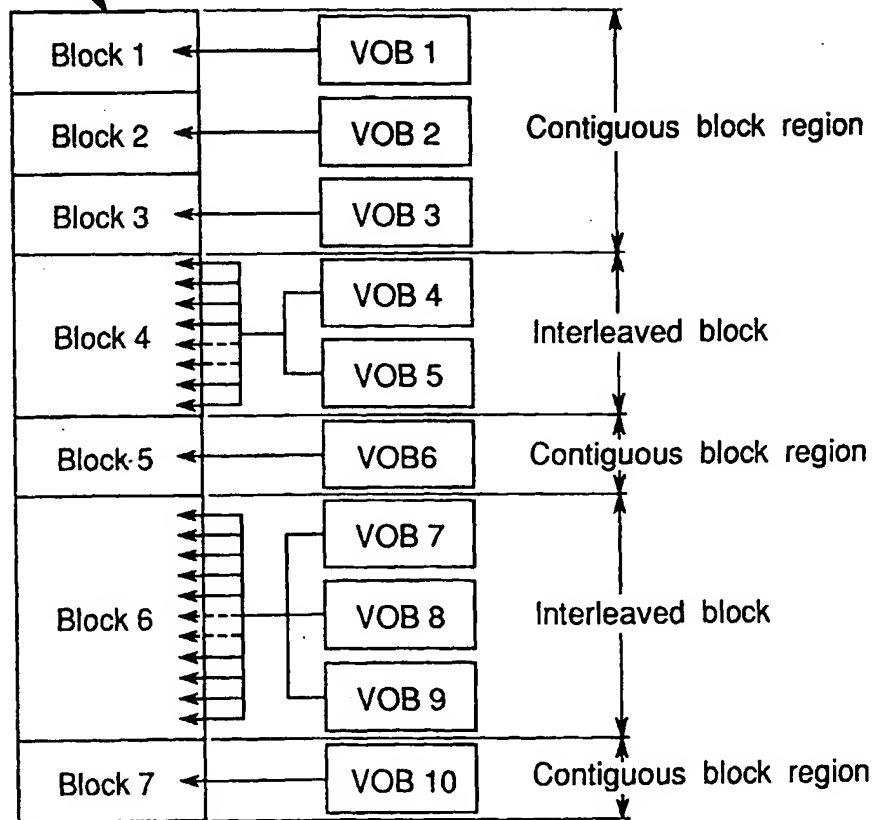 Block 1
VOB 1
Block 2
VOB 2
Contiguous block region
Block 3
VOB 3
VOB 4
Block 4
Interleaved block
VOB 5
Block 5
VOB6
Contiguous block region
VOB 7
Block 6
VOB 8
Interleaved block
VOB 9
Block 7
VOB 10
Contiguous block region